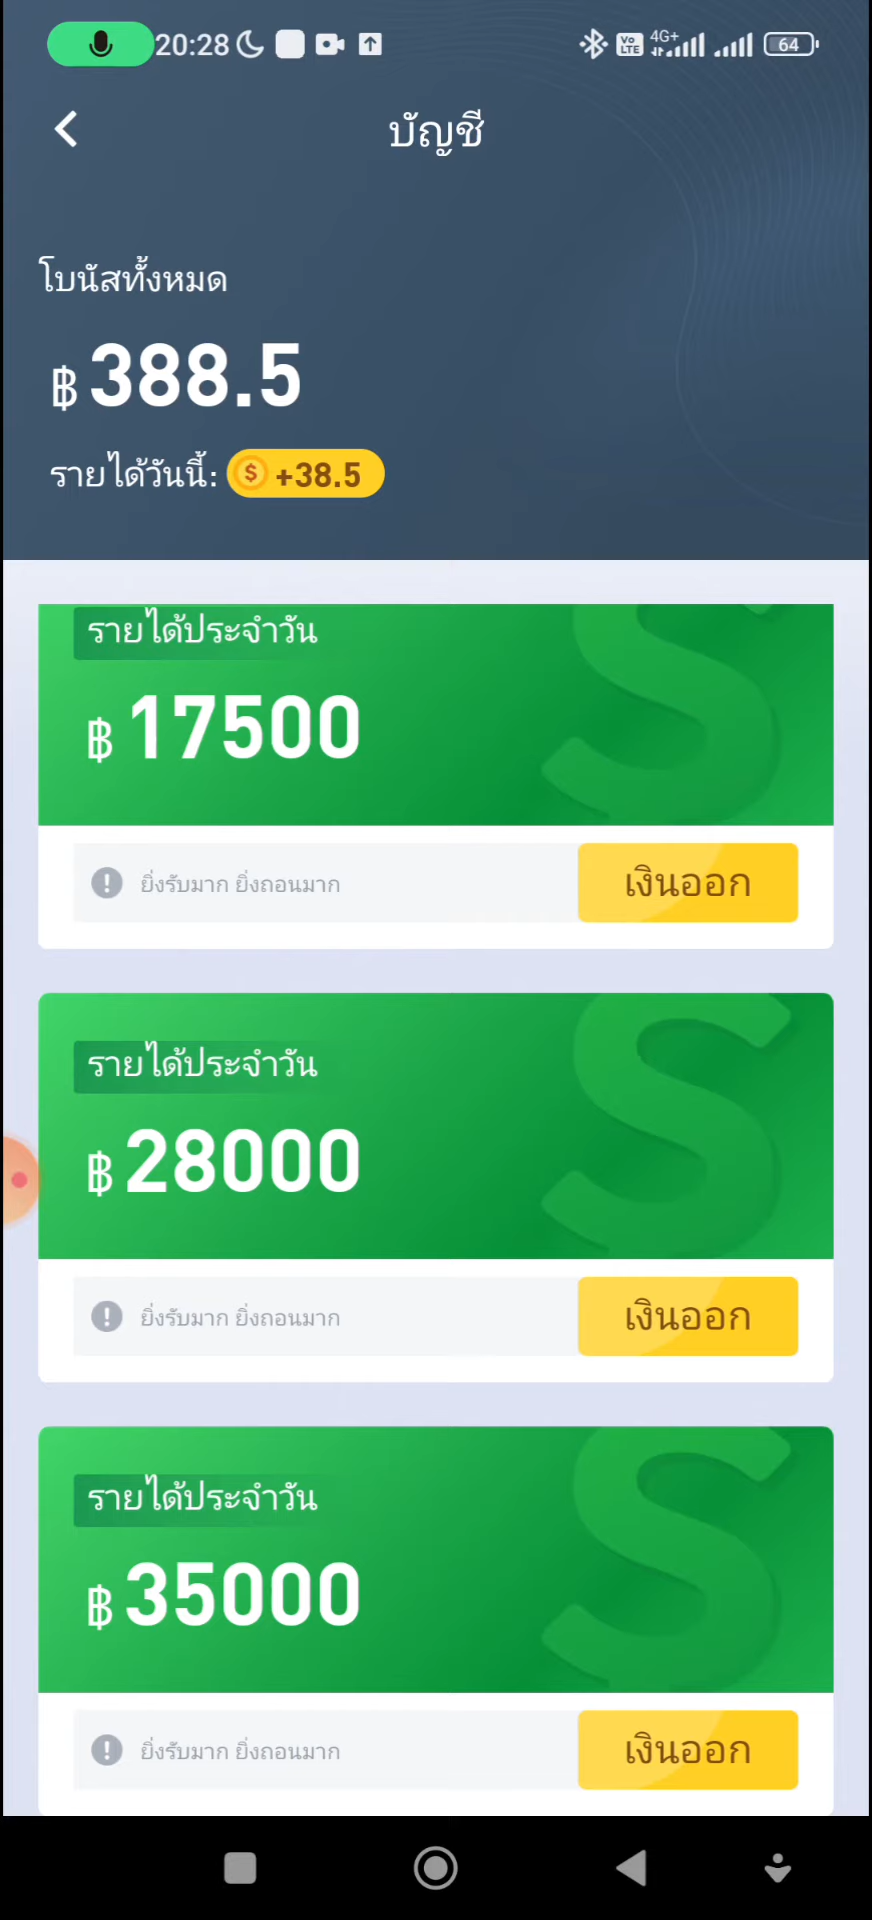 20:28 Vo LTE 4G+ 64
บัญชี
โบนัสทั้งหมด
฿ 388.5
รายได้วันนี้: $ +38.5
รายได้ประจำวัน
฿ 17500
ยิ่งรับมาก ยิ่งถอนมาก
เงินออก
รายได้ประจำวัน
฿ 28000
ยิ่งรับมาก ยิ่งถอนมาก
เงินออก
รายได้ประจำวัน
฿ 35000
ยิ่งรับมาก ยิ่งถอนมาก
เงินออก